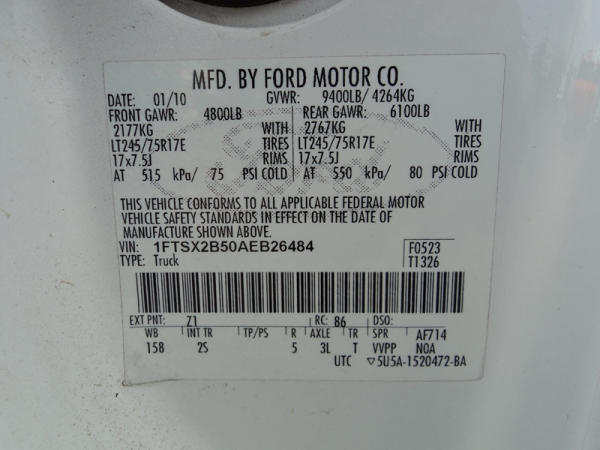 MFD. BY FORD MOTOR CO.
DATE: 01/10 GVWR: 9400LB/ 4264KG
FRONT GAWR: 4800LB REAR GAWR: 6100LB
2177KG WITH 2767KG WITH
LT245/75R17E TIRES LT245/75R17E TIRES
17x7.5J RIMS 17x7.5J RIMS
AT 515 kPa/ 75 PSI COLD AT 550 kPa/ 80 PSI COLD
THIS VEHICLE CONFORMS TO ALL APPLICABLE FEDERAL MOTOR
VEHICLE SAFETY STANDARDS IN EFFECT ON THE DATE OF
MANUFACTURE SHOWN ABOVE.
VIN: 1FTSX2B50AEB26484 F0523
TYPE: Truck T1326
EXT PNT: Z1 RC: 86 DSO:
WB INT TR TP/PS R AXLE TR SPR AF714
158 2S 5 3L T VVPP NOA
UTC ▽5U5A-1520472-BA